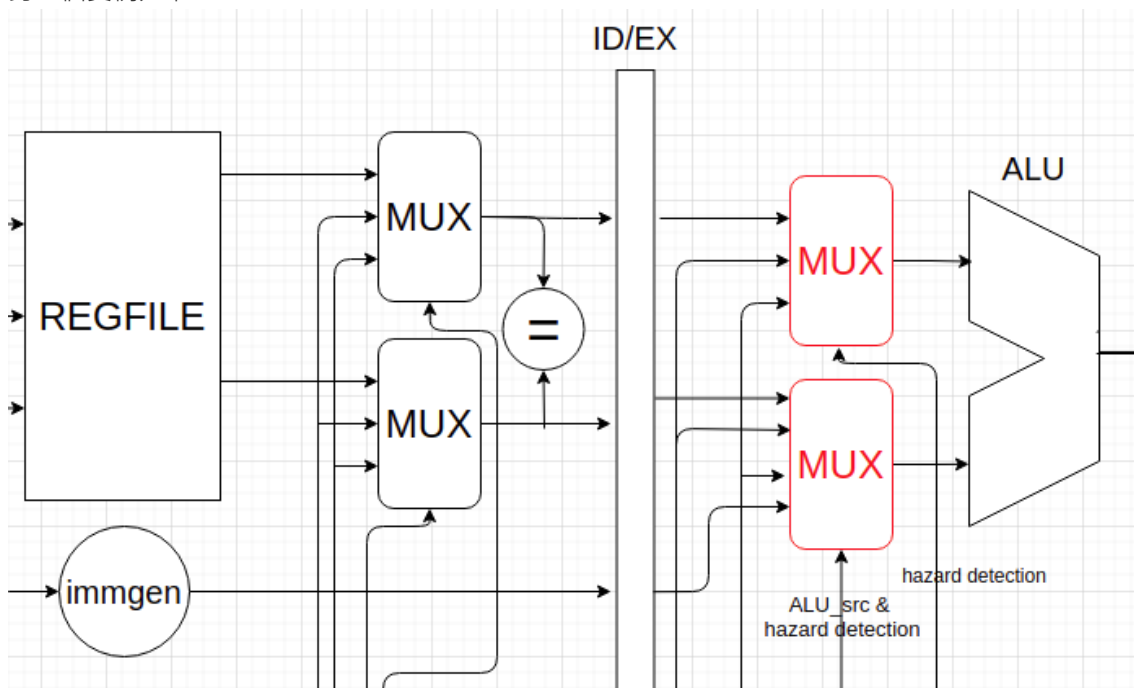 ID/EX
ALU
MUX
REGFILE
MUX
=
MUX
MUX
immgen
hazard detection
ALU_src &
hazard detection